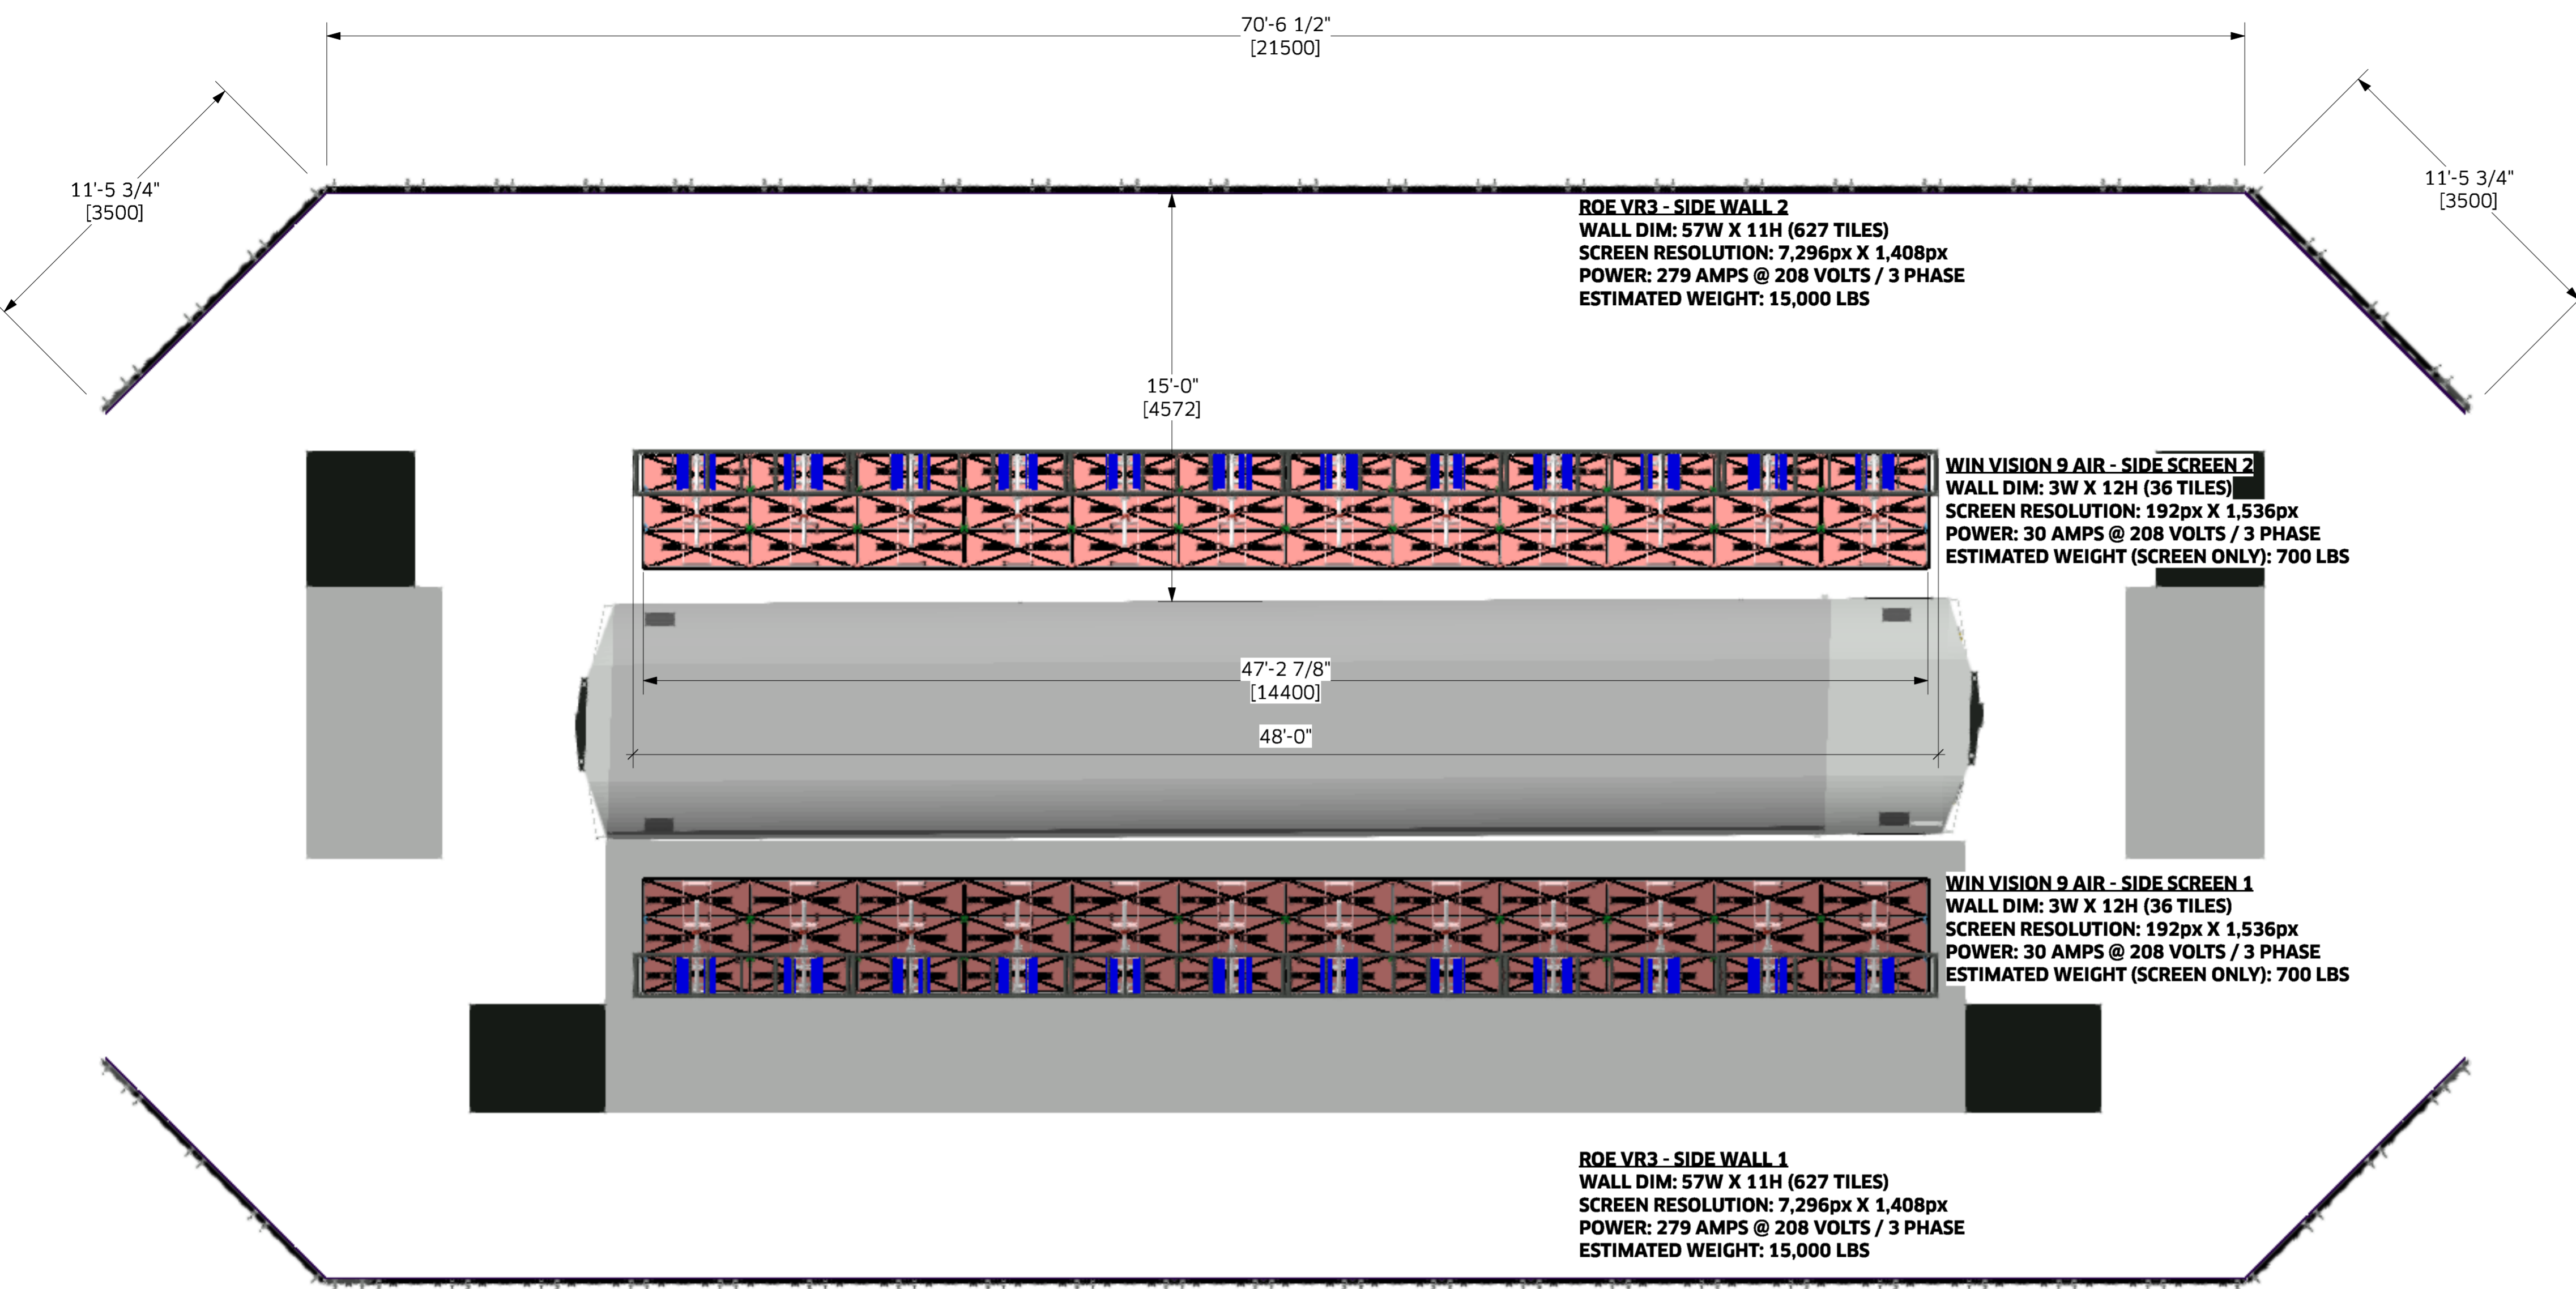 70'-6 1/2"
[21500]
11'-5 3/4"
[3500]
11'-5 3/4"
[3500]
ROE VR3 - SIDE WALL 2
WALL DIM: 57W X 11H (627 TILES)
SCREEN RESOLUTION: 7,296px X 1,408px
POWER: 279 AMPS @ 208 VOLTS / 3 PHASE
ESTIMATED WEIGHT: 15,000 LBS
15'-0"
[4572]
WIN VISION 9 AIR - SIDE SCREEN 2
WALL DIM: 3W X 12H (36 TILES)
SCREEN RESOLUTION: 192px X 1,536px
POWER: 30 AMPS @ 208 VOLTS / 3 PHASE
ESTIMATED WEIGHT (SCREEN ONLY): 700 LBS
47'-2 7/8"
[14400]
48'-0"
WIN VISION 9 AIR - SIDE SCREEN 1
WALL DIM: 3W X 12H (36 TILES)
SCREEN RESOLUTION: 192px X 1,536px
POWER: 30 AMPS @ 208 VOLTS / 3 PHASE
ESTIMATED WEIGHT (SCREEN ONLY): 700 LBS
ROE VR3 - SIDE WALL 1
WALL DIM: 57W X 11H (627 TILES)
SCREEN RESOLUTION: 7,296px X 1,408px
POWER: 279 AMPS @ 208 VOLTS / 3 PHASE
ESTIMATED WEIGHT: 15,000 LBS